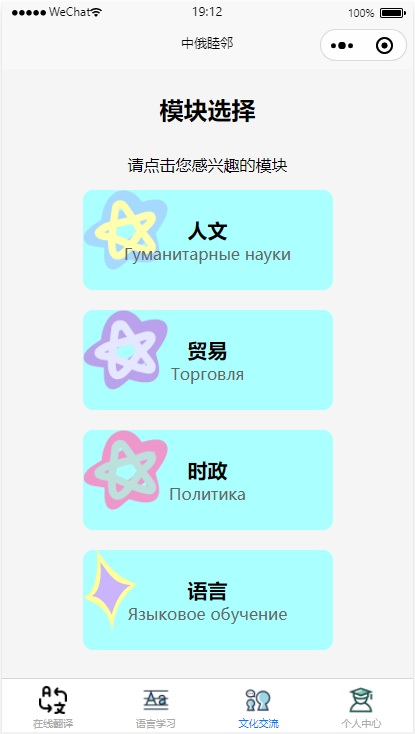 ●●●●● WeChat 19:12 100%
中俄睦邻
模块选择
请点击您感兴趣的模块
人文
Гуманитарные науки
贸易
Торговля
时政
Политика
语言
Языковое обучение
A
文
Aa
在线翻译 语言学习 文化交流 个人中心